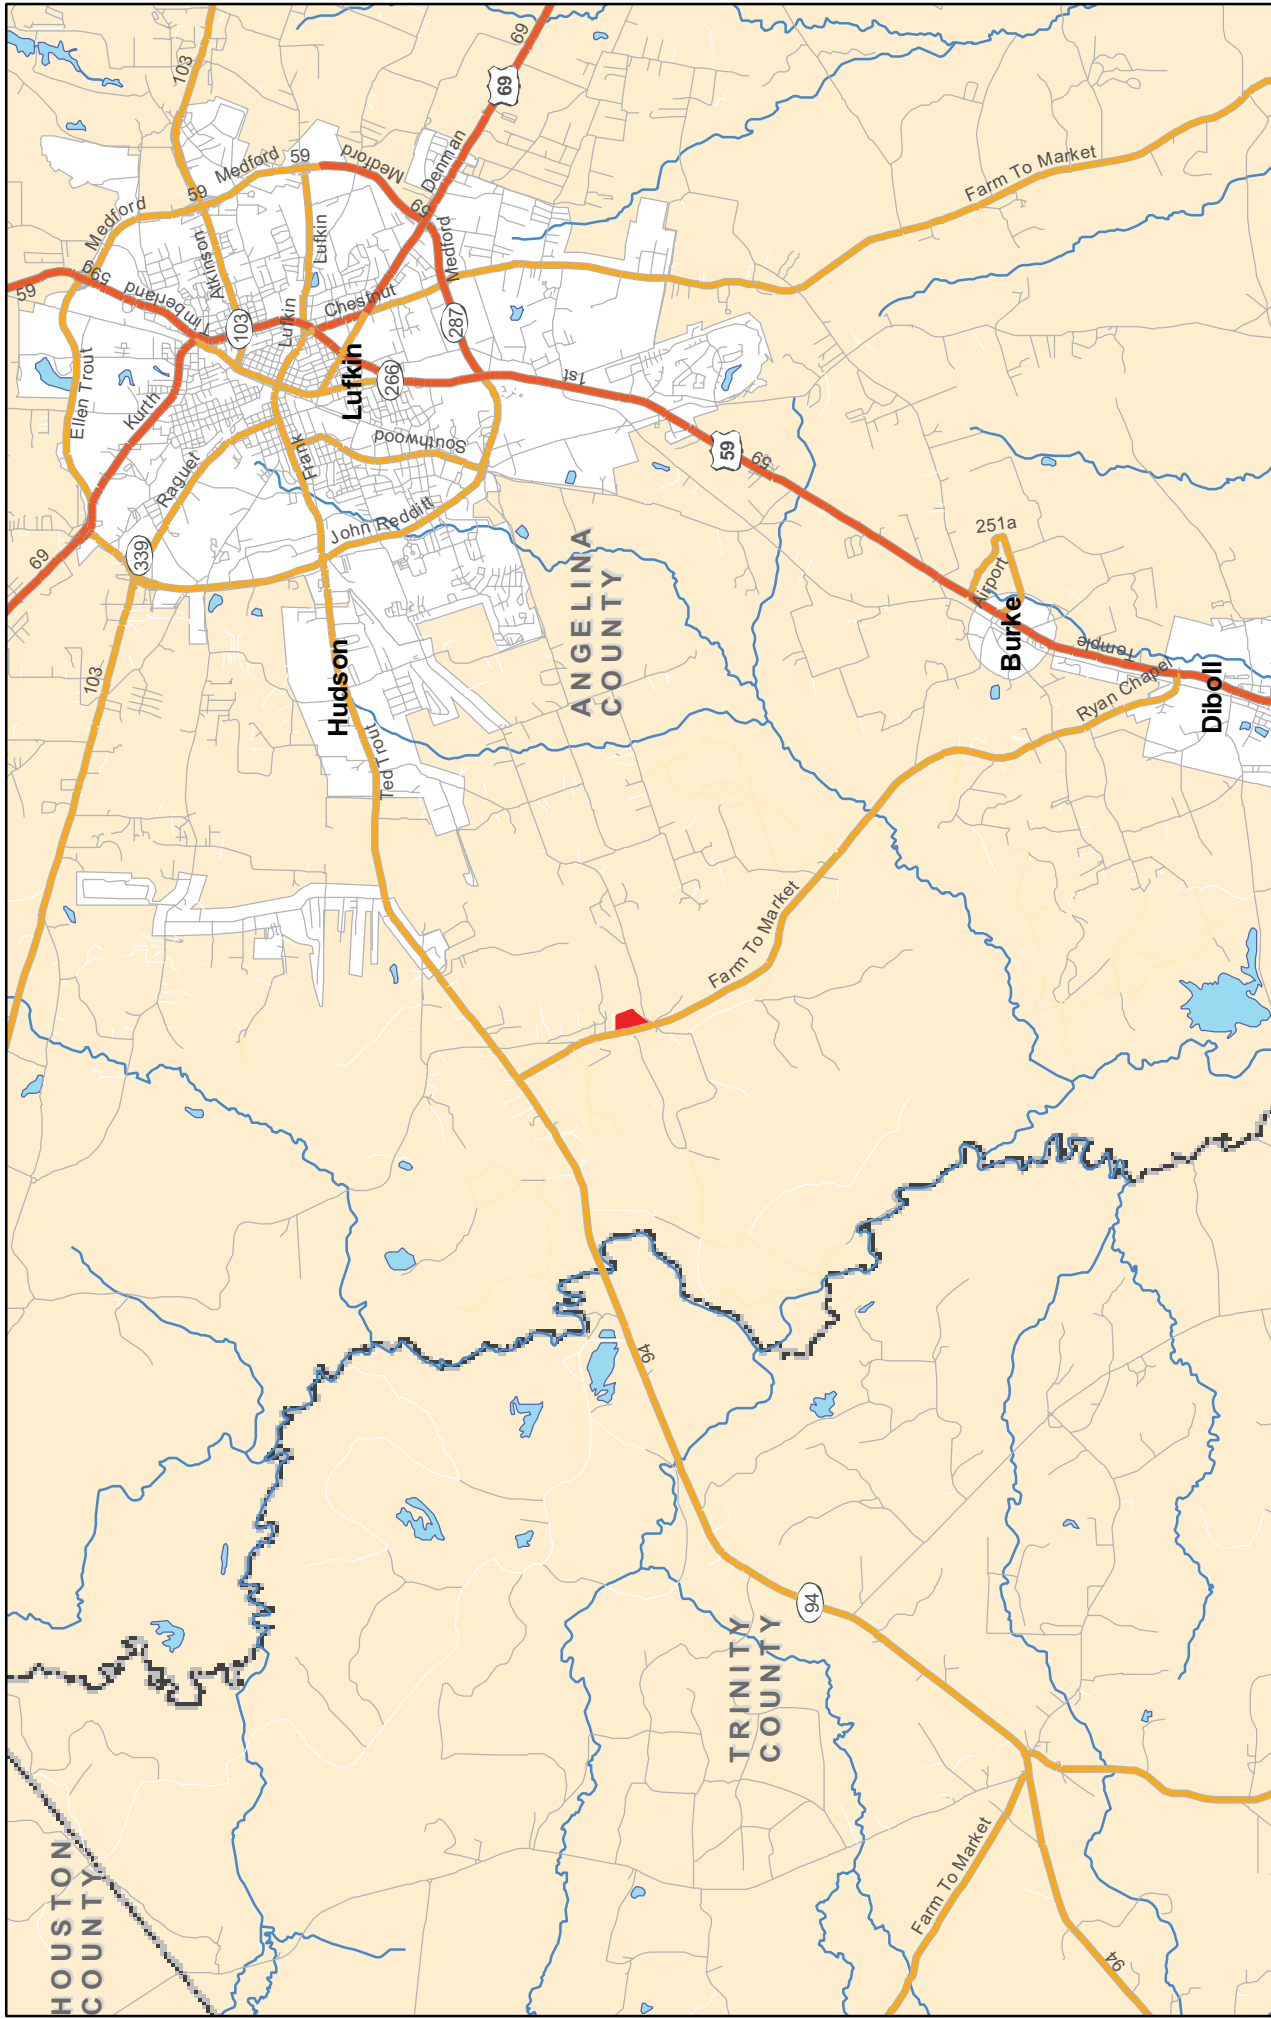 HOUSTON
COUNTY
TRINITY
COUNTY
ANGELINA
COUNTY
Lufkin
Hudson
Burke
Diboll
103
69
69
Medford
59
Medford
59
Medford
59
Denman
59
Medford
59
59
Timberland
Atkinson
Lufkin
Lufkin
103
Chestnut
287
266
1st
Ellen Trout
Kurth
Raguet
Frank
Southwood
John Redditt
339
69
103
Ted Trout
59
59
251a
Airport
Temple
Ryan Chapel
Farm To Market
Farm To Market
94
94
Farm To Market
94